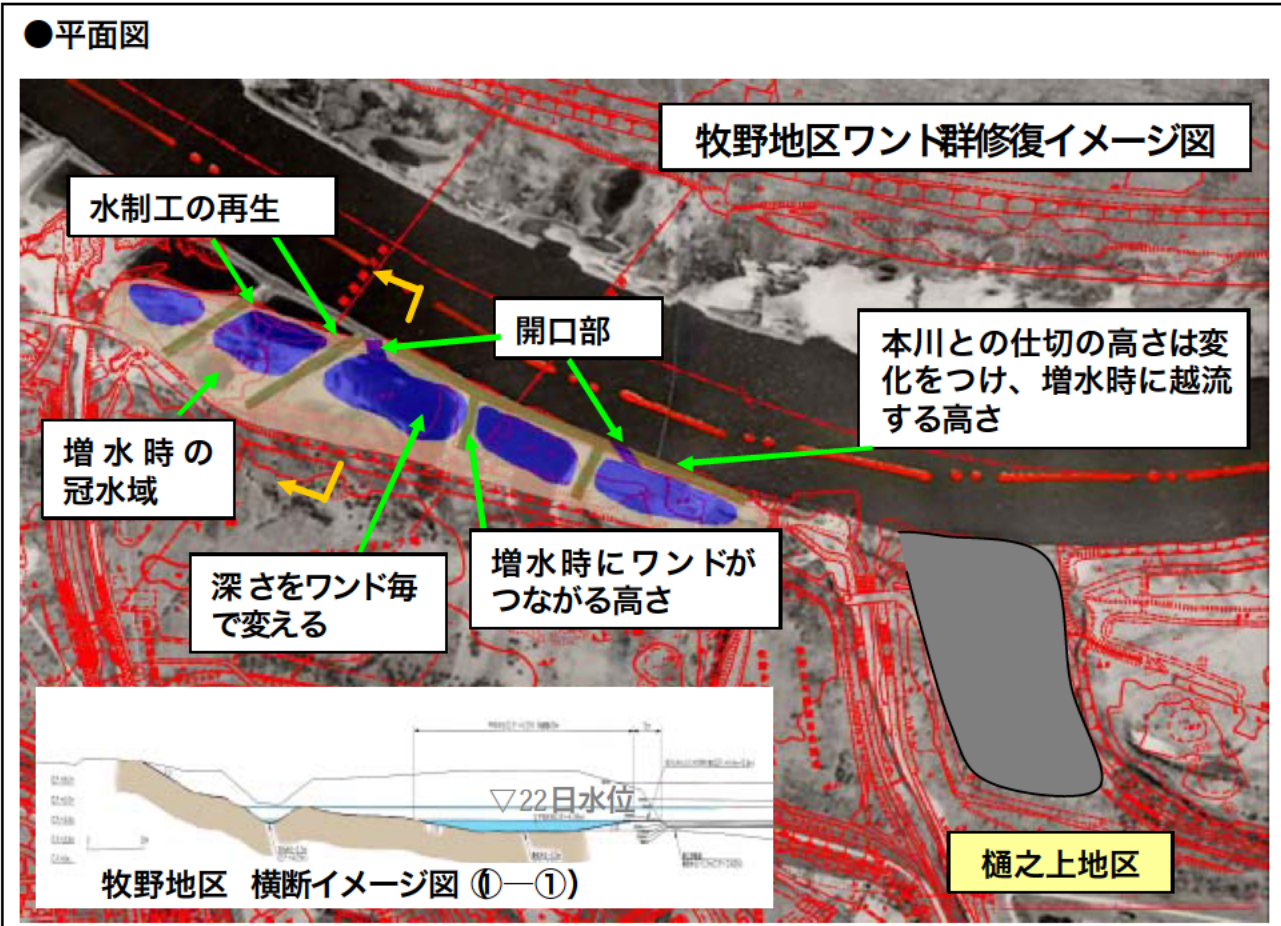 ●平面図
牧野地区ワンド群修復イメージ図
水制工の再生
開口部
本川との仕切の高さは変
化をつけ、増水時に越流
する高さ
増水時の
冠水域
深さをワンド毎
で変える
増水時にワンドが
つながる高さ
▽22日水位
牧野地区 横断イメージ図 (①―①)
樋之上地区